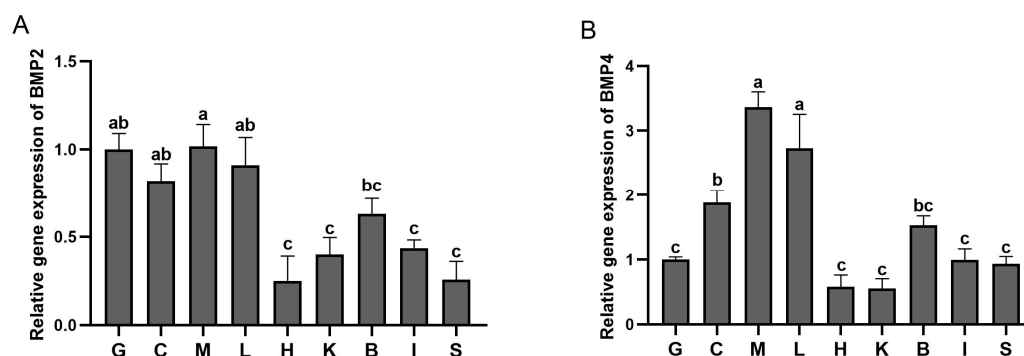 A
Relative gene expression of BMP2
1.5
1.0
0.5
0.0
ab
ab
a
ab
c
c
bc
c
c
G C M L H K B I S
B
Relative gene expression of BMP4
4
3
2
1
0
c
b
a
a
c
c
bc
c
c
G C M L H K B I S